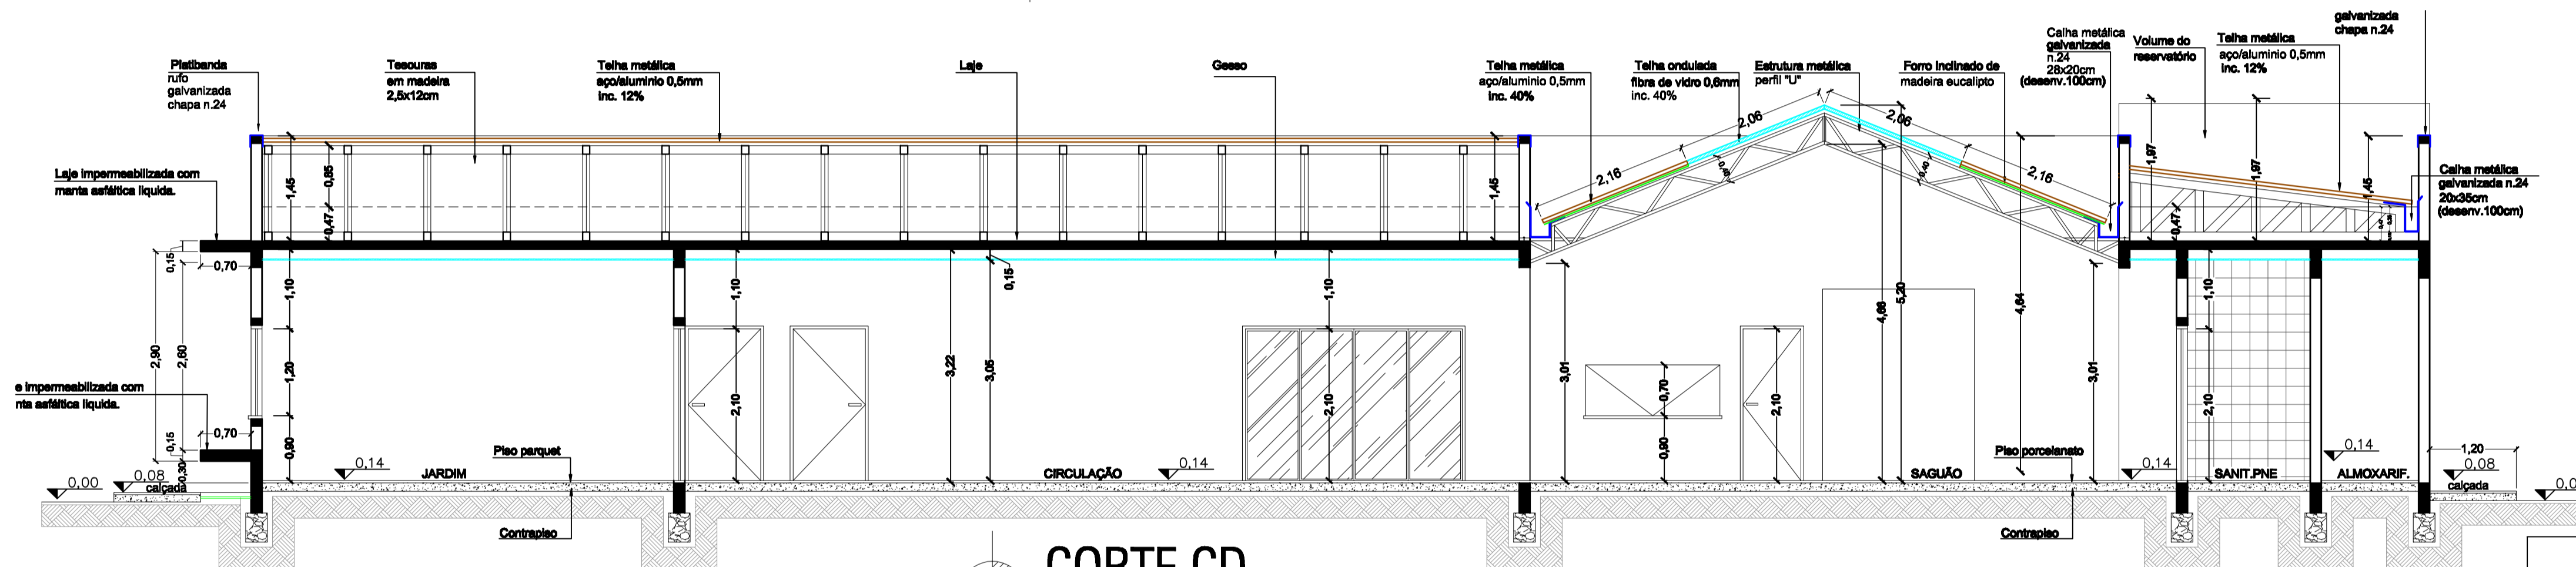 Platibanda
rufo
galvanizada
chapa n.24
Tesouras
em madeira
2,5x12cm
Telha metálica
aço/aluminio 0,5mm
inc. 12%
Laje
Gesso
Telha metálica
aço/aluminio 0,5mm
inc. 40%
Telha ondulada
fibra de vidro 0,6mm
inc. 40%
Estrutura metálica
perfil "U"
Forro inclinado de
madeira eucalipto
Calha metálica
galvanizada
n.24
28x20cm
(desenv.100cm)
Volume do
reservatório
Telha metálica
aço/aluminio 0,5mm
inc. 12%
galvanizada
chapa n.24
Laje impermeabilizada com
manta asfáltica liquida.
Calha metálica
galvanizada n.24
20x35cm
(desenv.100cm)
1,45
0,85
0,47
1,45
2,16
2,06
0,40
2,06
0,40
2,16
1,97
0,47
1,97
,45
0,15
0,70
2,90
2,60
1,10
1,20
0,90
1,10
2,10
3,22
3,05
0,15
1,10
2,10
3,01
0,70
0,90
2,10
4,68
5,20
4,64
3,01
1,10
2,10
e impermeabilizada com
nta asfáltica liquida.
0,70
0,15
0,30
0,00
0,08
calçada
0,14
JARDIM
Piso parquet
Contrapiso
CIRCULAÇÃO
0,14
SAGUÃO
Piso porcelanato
Contrapiso
0,14
SANIT.PNE
0,14
ALMOXARIF.
1,20
0,08
calçada
0,0
CORTE CD